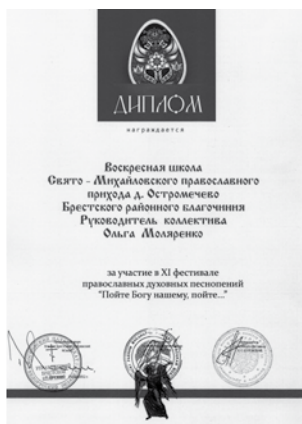 ДИПЛОМ
награждается
Воскресная школа
Свято - Михайловского православного
прихода д. Остромечево
Брестского районного благочиния
Руководитель коллектива
Ольга Моляренко
за участие в XI фестивале
православных духовных песнопений
"Пойте Богу нашему, пойте..."